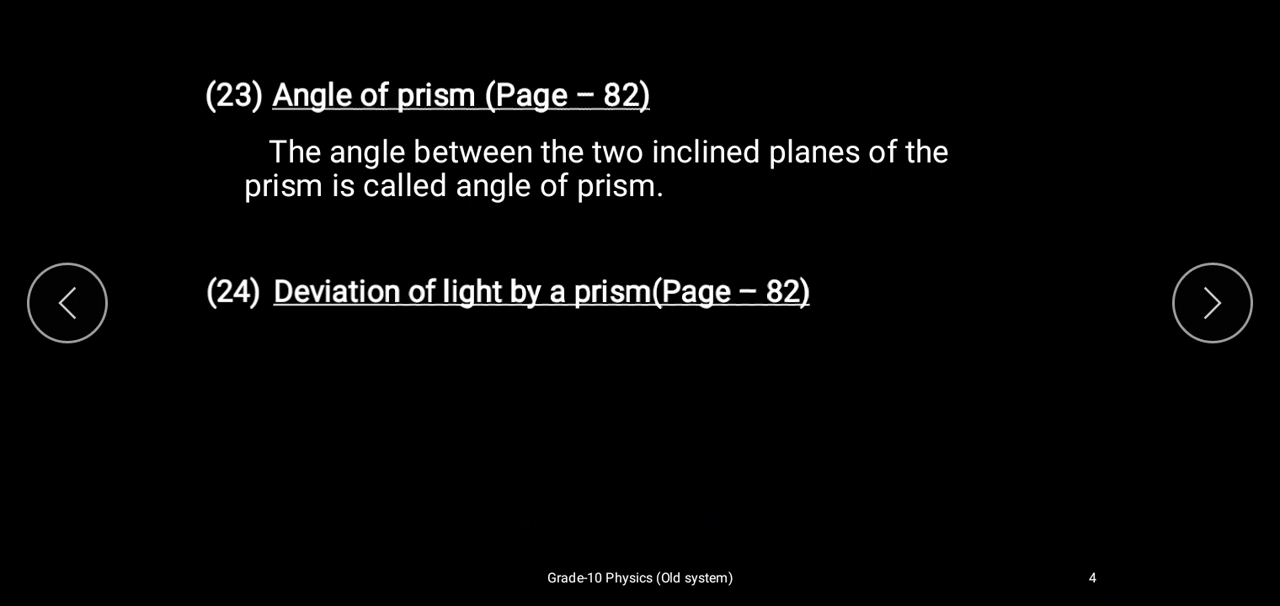 (23) Angle of prism (Page – 82)
The angle between the two inclined planes of the
prism is called angle of prism.
(24) Deviation of light by a prism(Page – 82)
Grade-10 Physics (Old system)
4